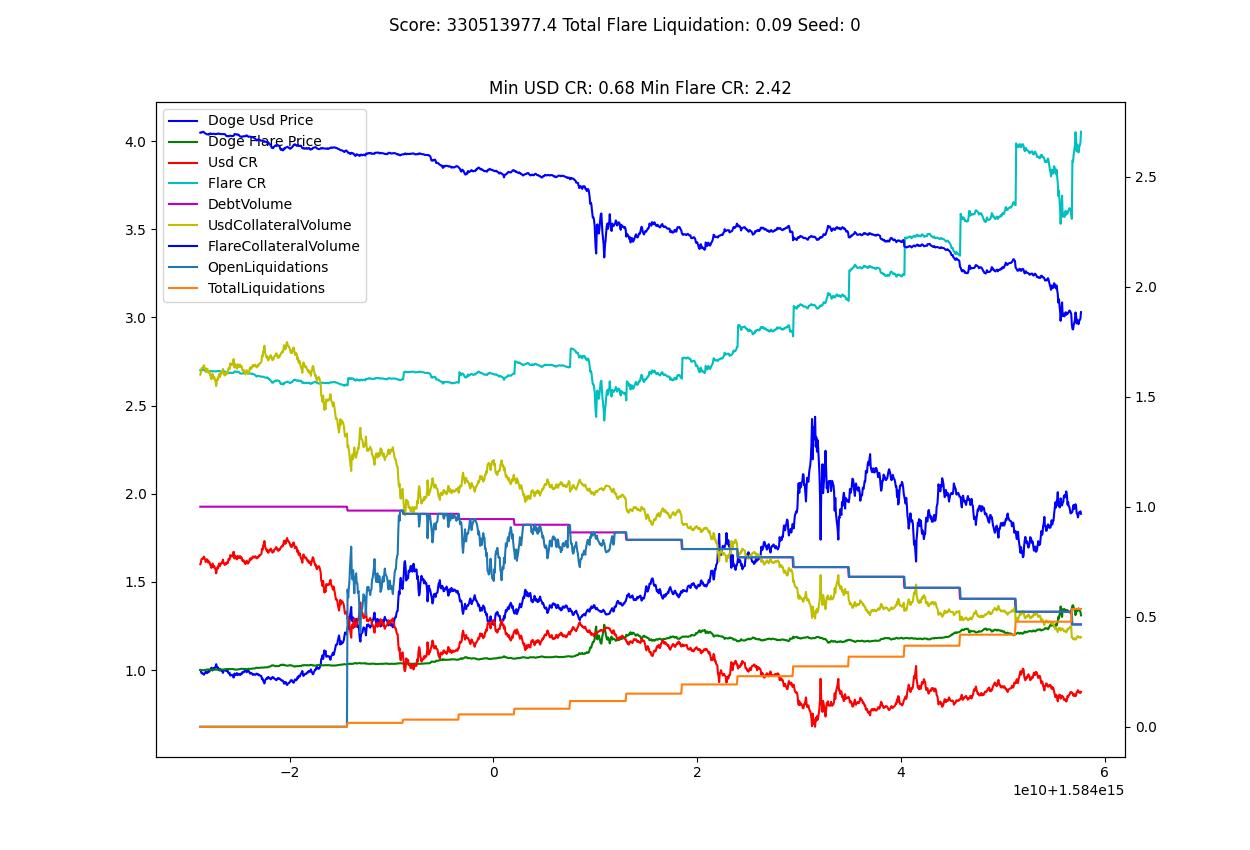 Score: 330513977.4 Total Flare Liquidation: 0.09 Seed: 0
Min USD CR: 0.68 Min Flare CR: 2.42
Doge Usd Price
Doge Flare Price
Usd CR
Flare CR
DebtVolume
UsdCollateralVolume
FlareCollateralVolume
OpenLiquidations
TotalLiquidations
4.0
3.5
3.0
2.5
2.0
1.5
1.0
2.5
2.0
1.5
1.0
0.5
0.0
−2 0 2 4 6
1e10+1.584e15